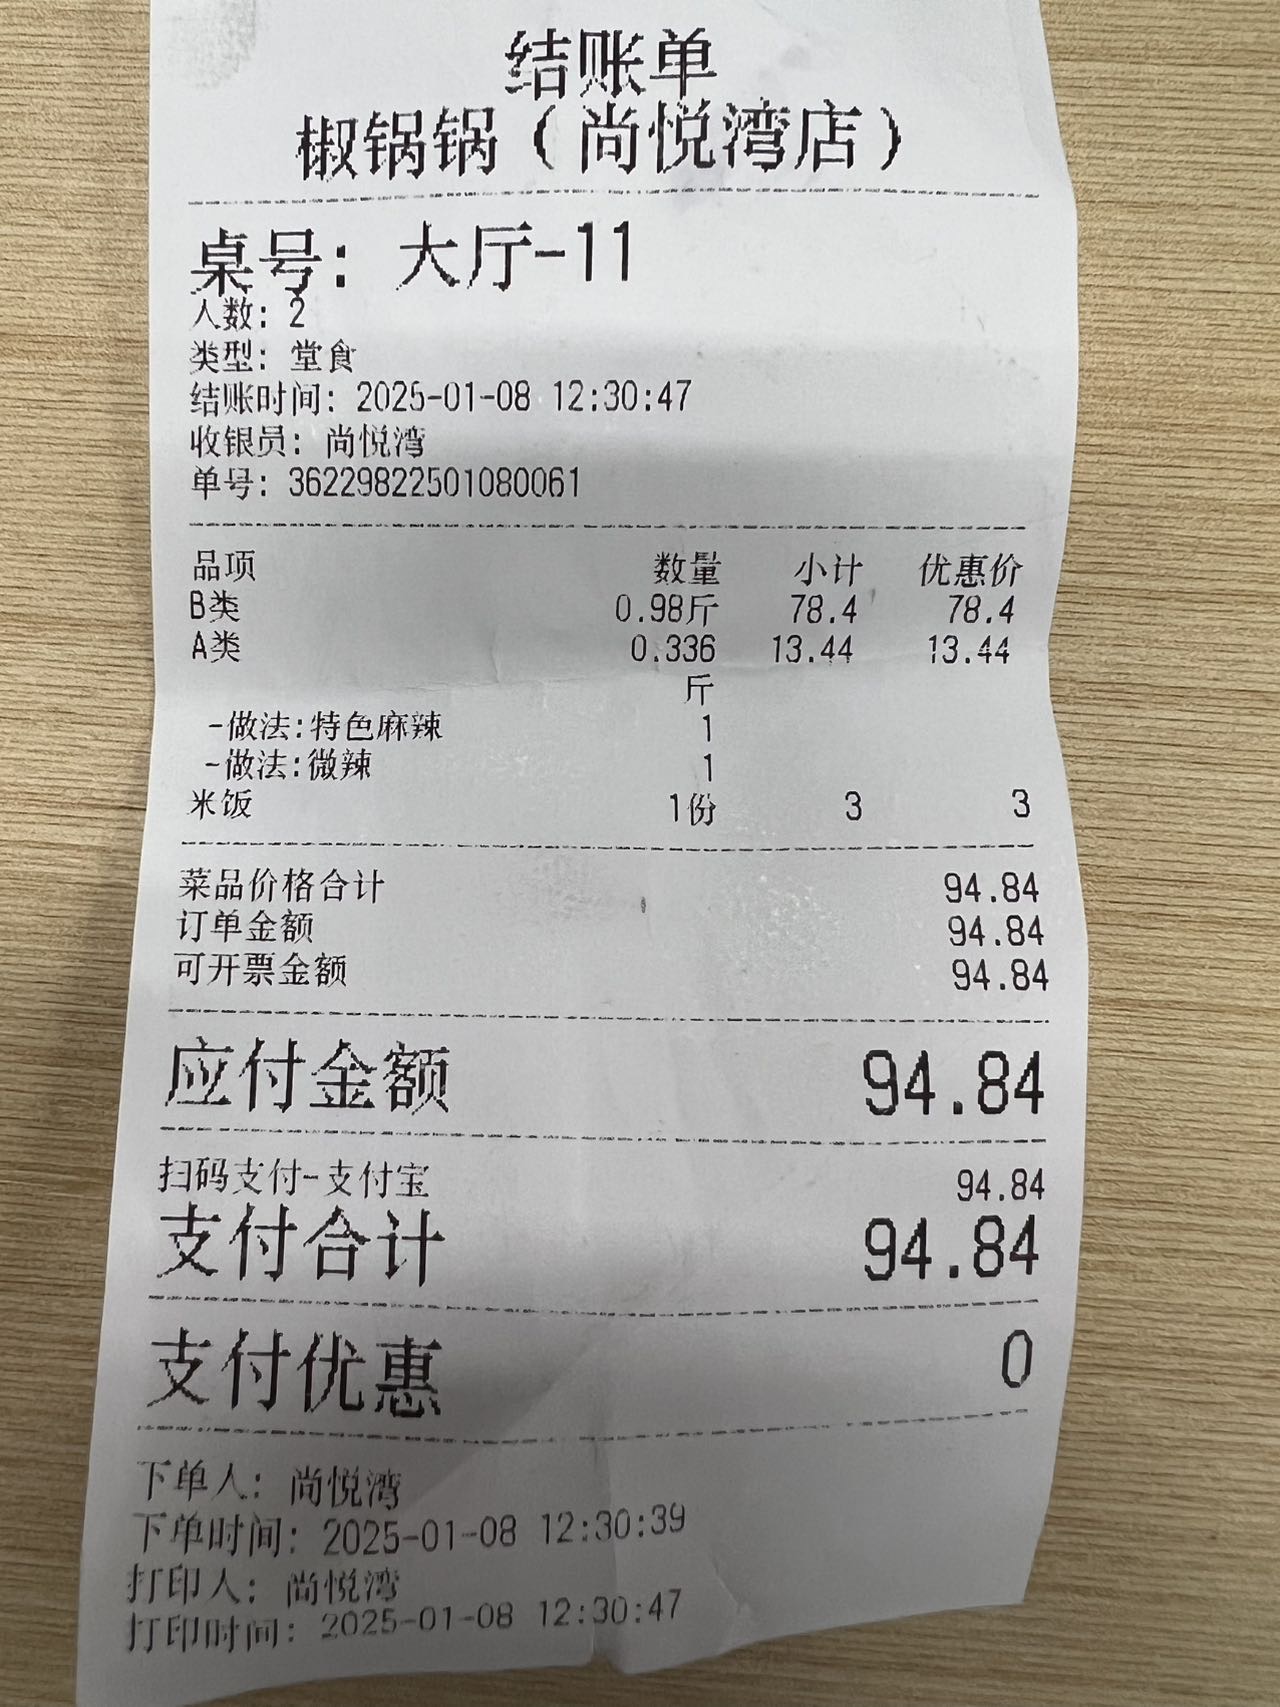 结账单
椒锅锅（尚悦湾店）
桌号：大厅-11
人数：2
类型：堂食
结账时间：2025-01-08 12:30:47
收银员：尚悦湾
单号：36229822501080061
品项 数量 小计 优惠价
B类 0.98斤 78.4 78.4
A类 0.336 13.44 13.44
斤
-做法:特色麻辣 1
-做法:微辣 1
米饭 1份 3 3
菜品价格合计 94.84
订单金额 94.84
可开票金额 94.84
应付金额 94.84
扫码支付-支付宝 94.84
支付合计 94.84
支付优惠 0
下单人：尚悦湾
下单时间：2025-01-08 12:30:39
打印人：尚悦湾
打印时间：2025-01-08 12:30:47